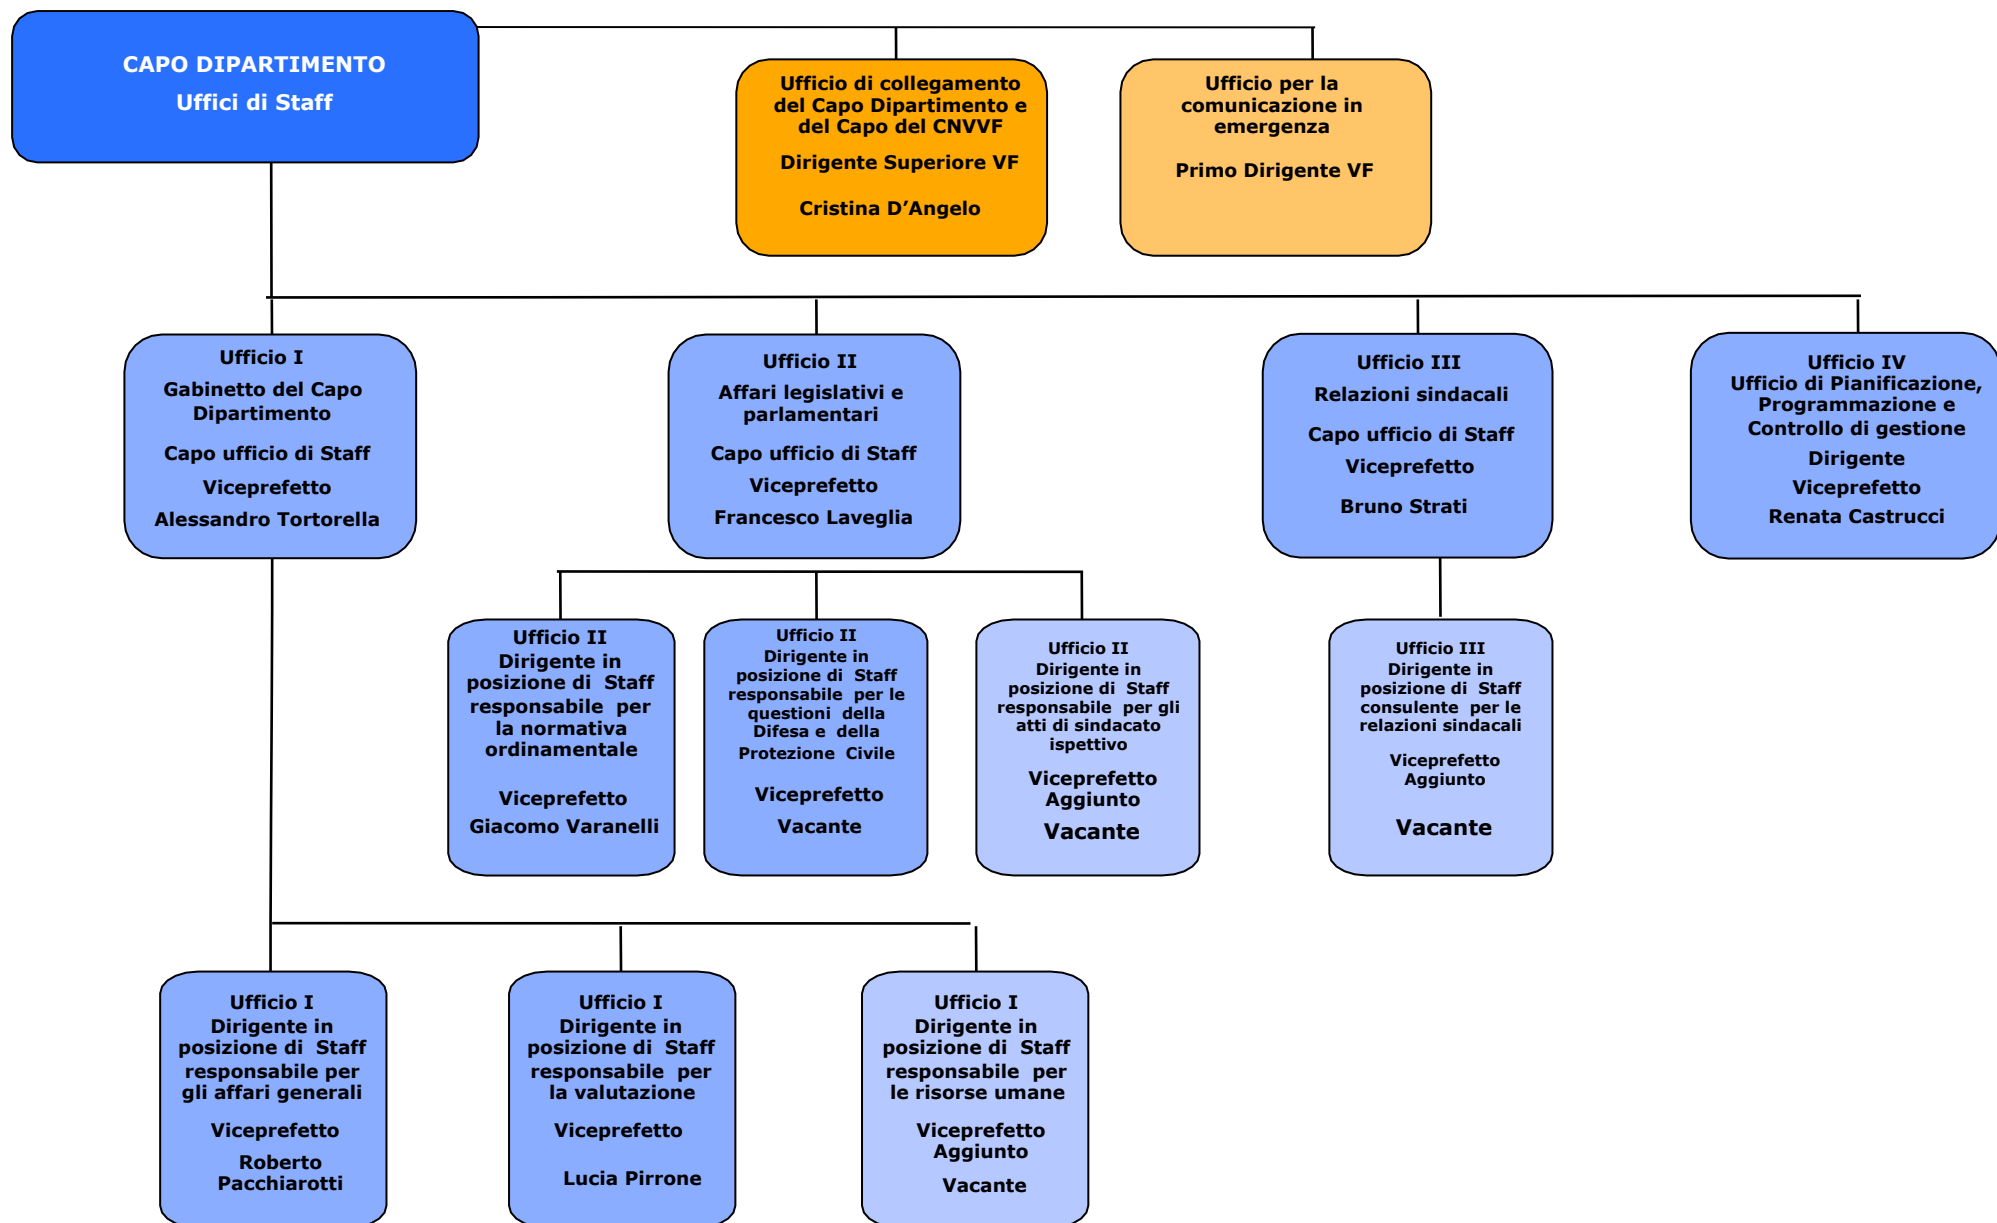 CAPO DIPARTIMENTO
Uffici di Staff
Ufficio di collegamento
del Capo Dipartimento e
del Capo del CNVVF
Dirigente Superiore VF
Cristina D’Angelo
Ufficio per la
comunicazione in
emergenza
Primo Dirigente VF
Ufficio I
Gabinetto del Capo
Dipartimento
Capo ufficio di Staff
Viceprefetto
Alessandro Tortorella
Ufficio II
Affari legislativi e
parlamentari
Capo ufficio di Staff
Viceprefetto
Francesco Laveglia
Ufficio III
Relazioni sindacali
Capo ufficio di Staff
Viceprefetto
Bruno Strati
Ufficio IV
Ufficio di Pianificazione,
Programmazione e
Controllo di gestione
Dirigente
Viceprefetto
Renata Castrucci
Ufficio II
Dirigente in
posizione di Staff
responsabile per
la normativa
ordinamentale
Viceprefetto
Giacomo Varanelli
Ufficio II
Dirigente in
posizione di Staff
responsabile per le
questioni della
Difesa e della
Protezione Civile
Viceprefetto
Vacante
Ufficio II
Dirigente in
posizione di Staff
responsabile per gli
atti di sindacato
ispettivo
Viceprefetto
Aggiunto
Vacante
Ufficio III
Dirigente in
posizione di Staff
consulente per le
relazioni sindacali
Viceprefetto
Aggiunto
Vacante
Ufficio I
Dirigente in
posizione di Staff
responsabile per
gli affari generali
Viceprefetto
Roberto
Pacchiarotti
Ufficio I
Dirigente in
posizione di Staff
responsabile per
la valutazione
Viceprefetto
Lucia Pirrone
Ufficio I
Dirigente in
posizione di Staff
responsabile per
le risorse umane
Viceprefetto
Aggiunto
Vacante